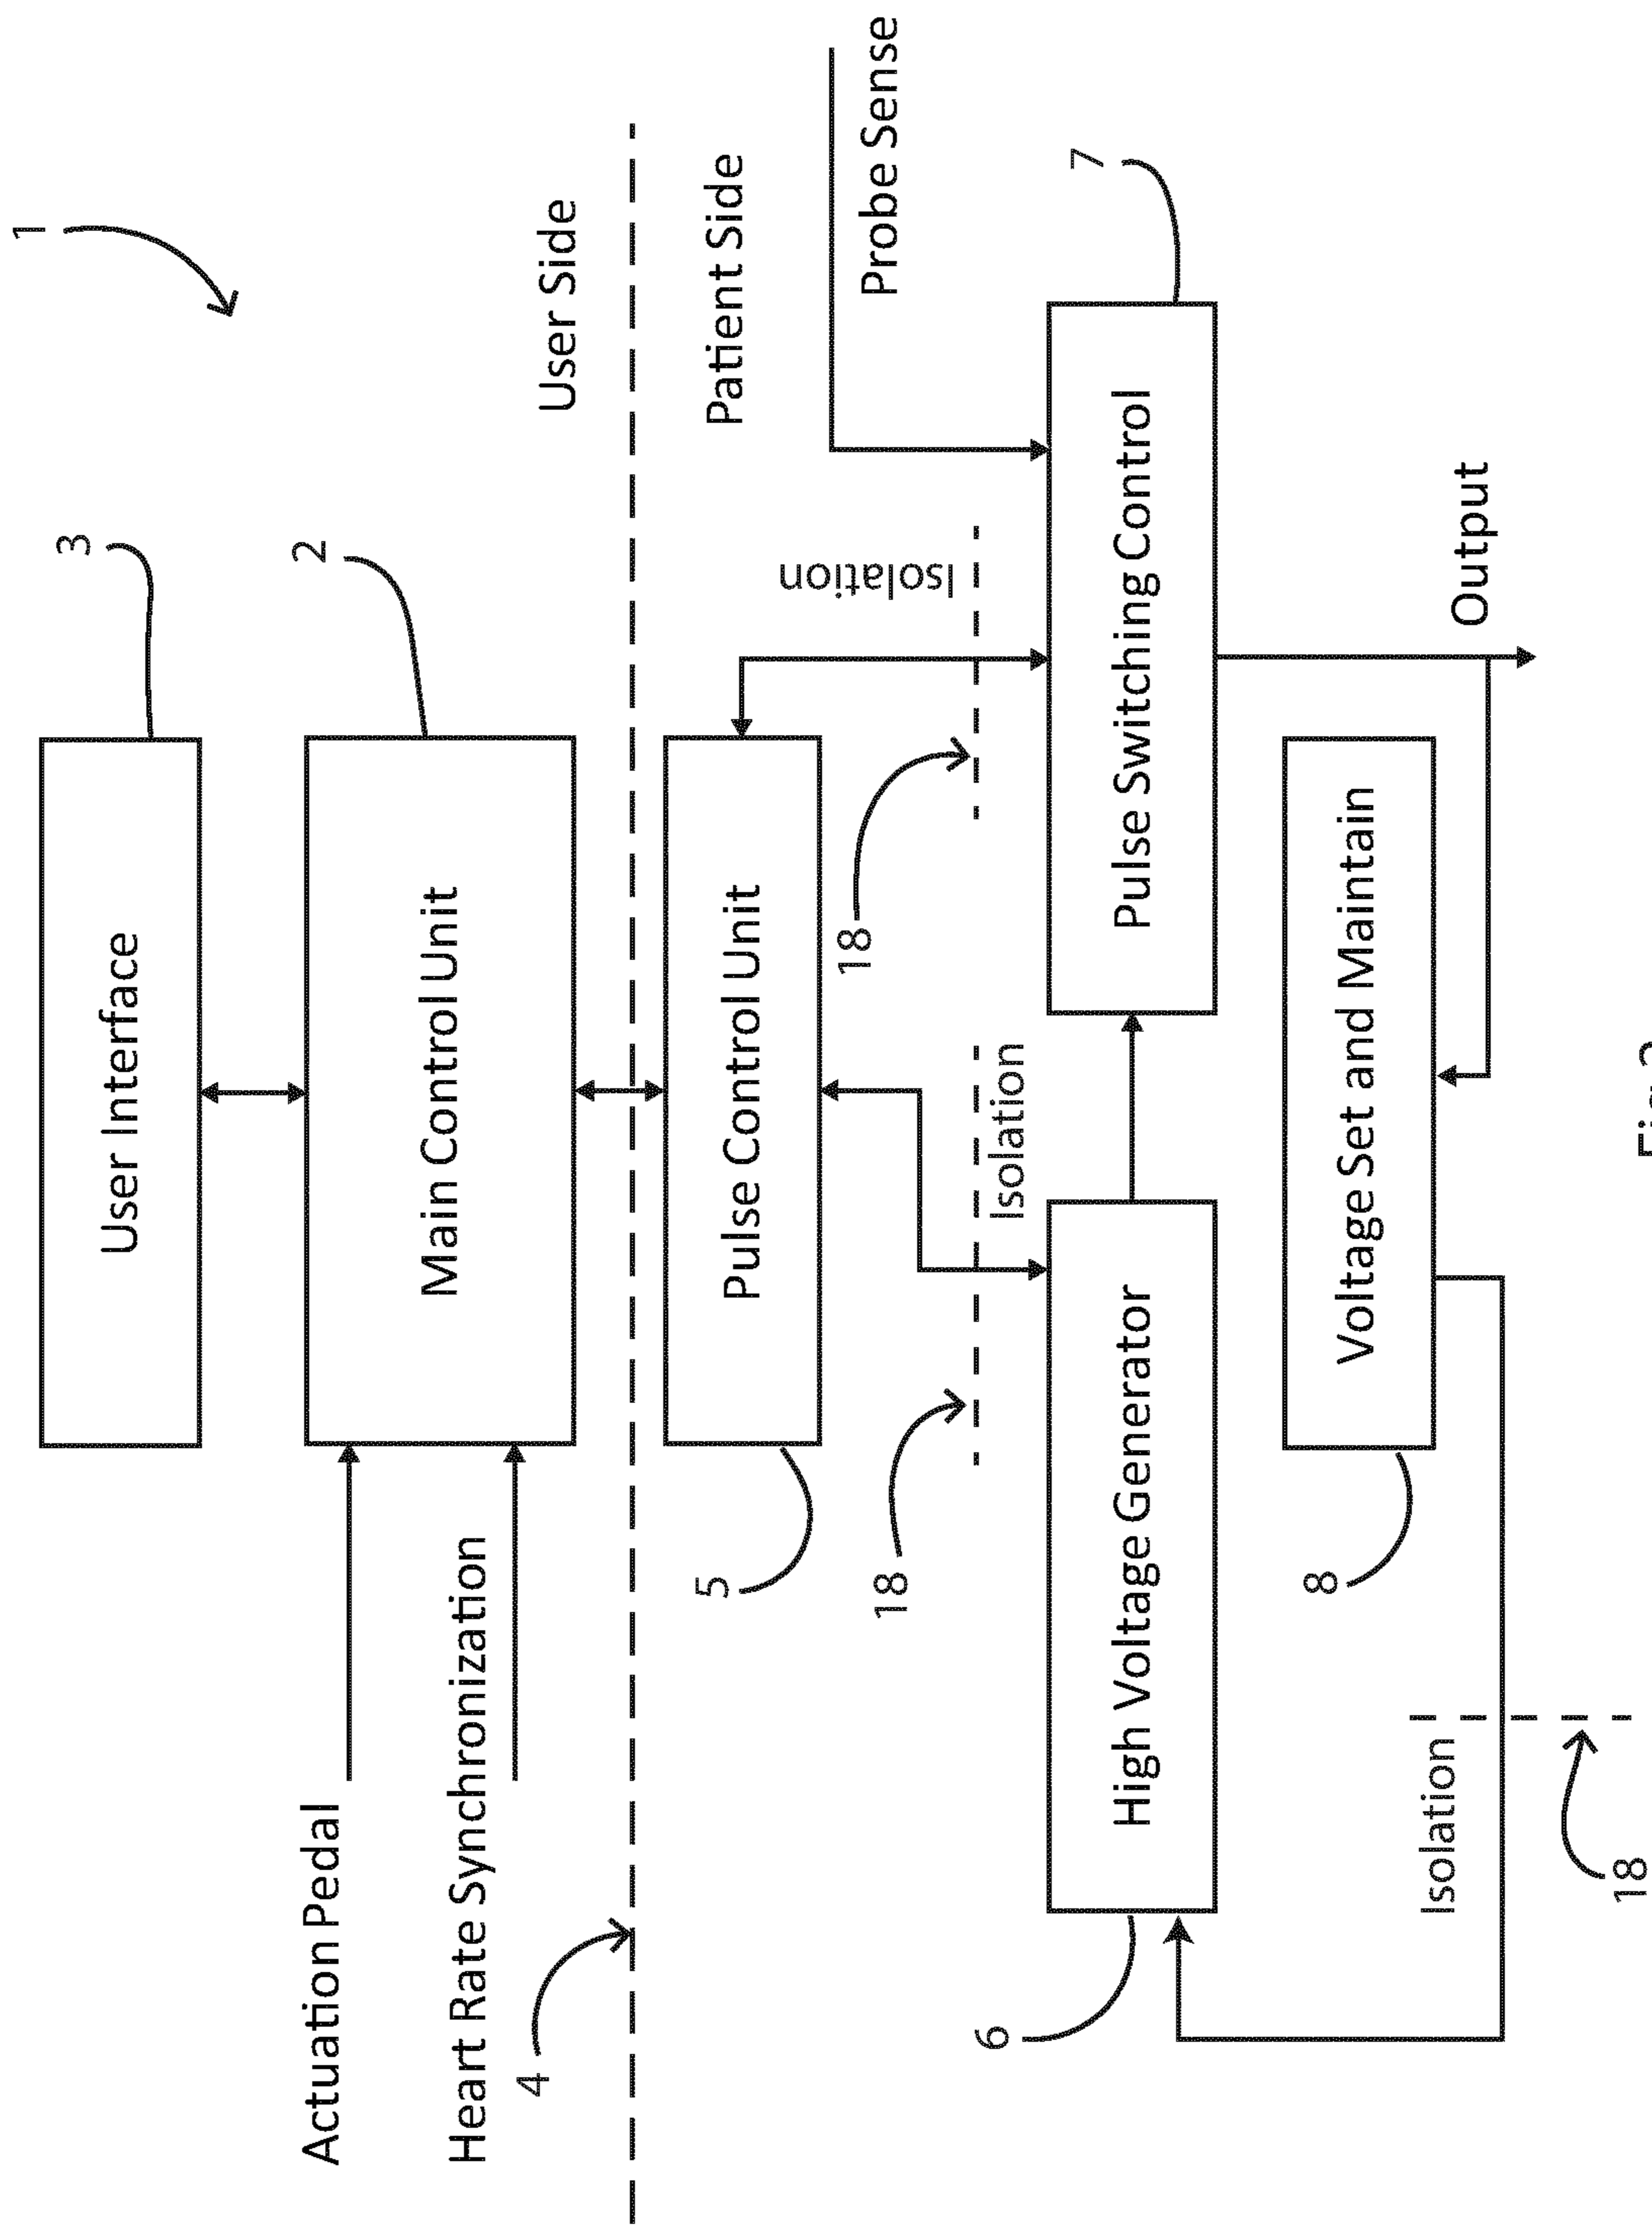 1
3
User Interface
2
Actuation Pedal
Main Control Unit
Heart Rate Synchronization
4
User Side
Patient Side
5
Pulse Control Unit
Probe Sense
18
18
Isolation
Isolation
6
High Voltage Generator
Pulse Switching Control
7
8
Voltage Set and Maintain
Isolation
Output
18